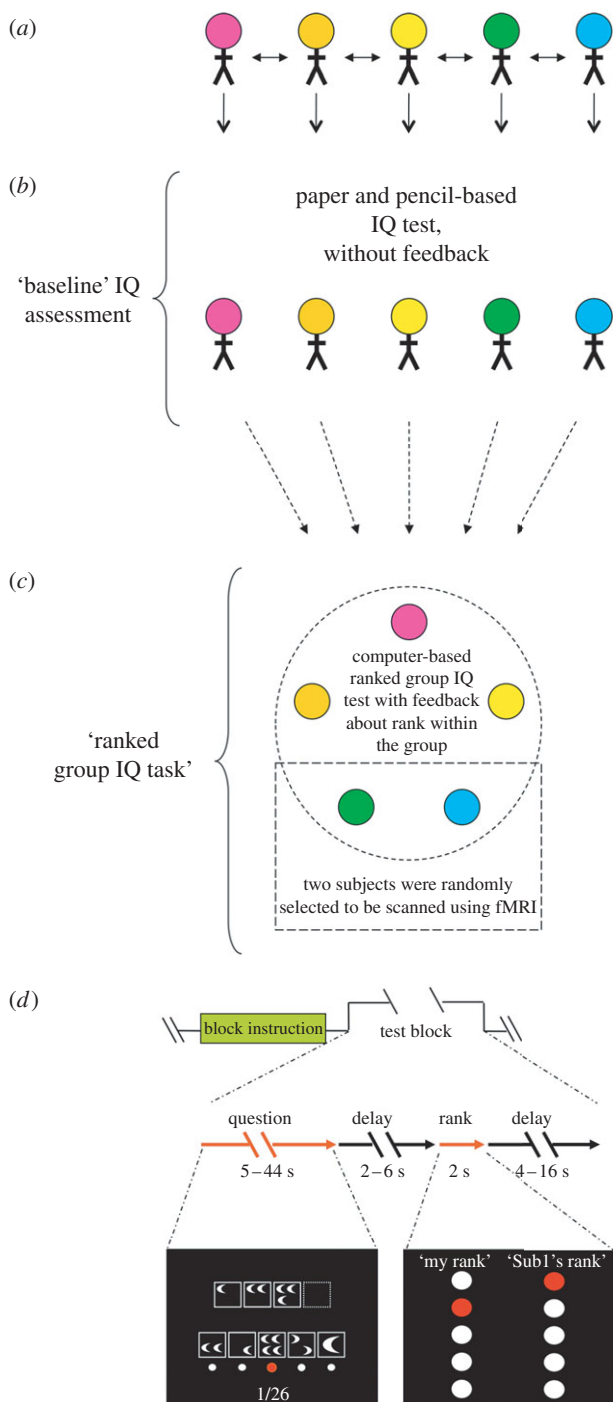 (a)
(b)
paper and pencil-based
IQ test,
without feedback
‘baseline’ IQ
assessment
(c)
computer-based
ranked group IQ
test with feedback
about rank within
the group
‘ranked
group IQ task’
two subjects were randomly
selected to be scanned using fMRI
(d)
block instruction
test block
question delay rank delay
5–44 s 2–6 s 2 s 4–16 s
‘my rank’ ‘Sub1’s rank’
1/26